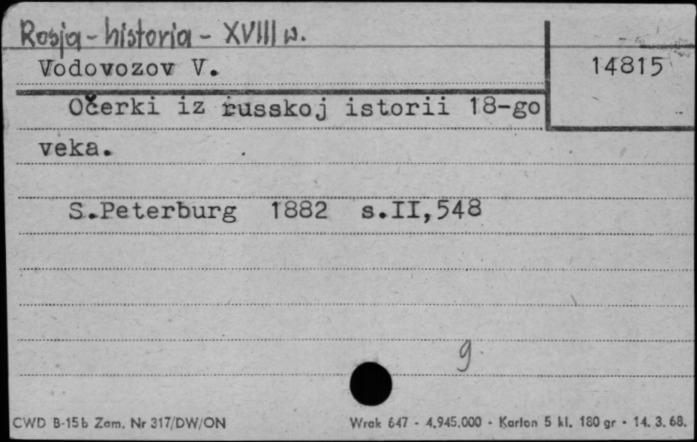 Rosja - historia - XVIII w.
Vodovozov V.
14815
Očerki iz russkoj istorii 18-go
veka.
S.Peterburg 1882 s.II,548
g.
CWD B-15b Zam. Nr 317/DW/ON
Wrak 647 - 4.945.000 - Karton 5 kl. 180 gr - 14. 3. 68.